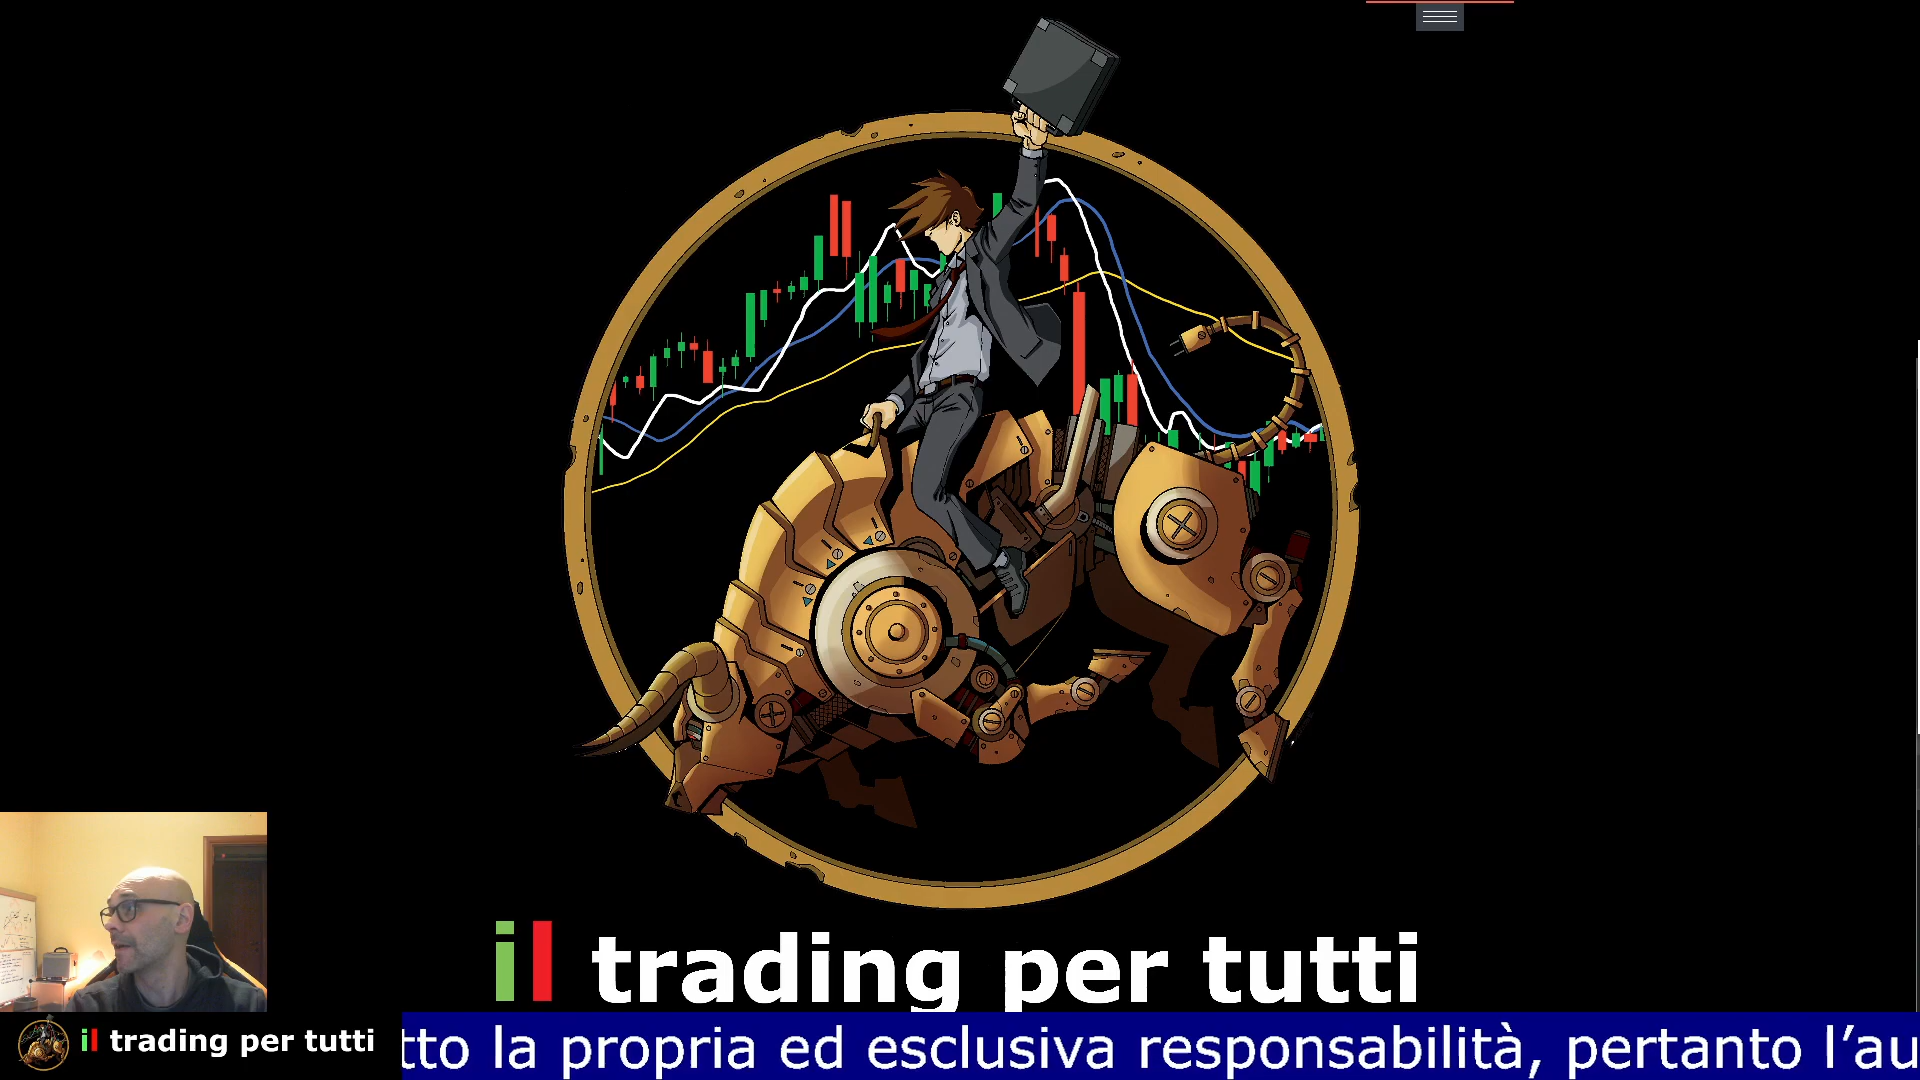 il trading per tutti
il trading per tutti
tto la propria ed esclusiva responsabilità, pertanto l’au